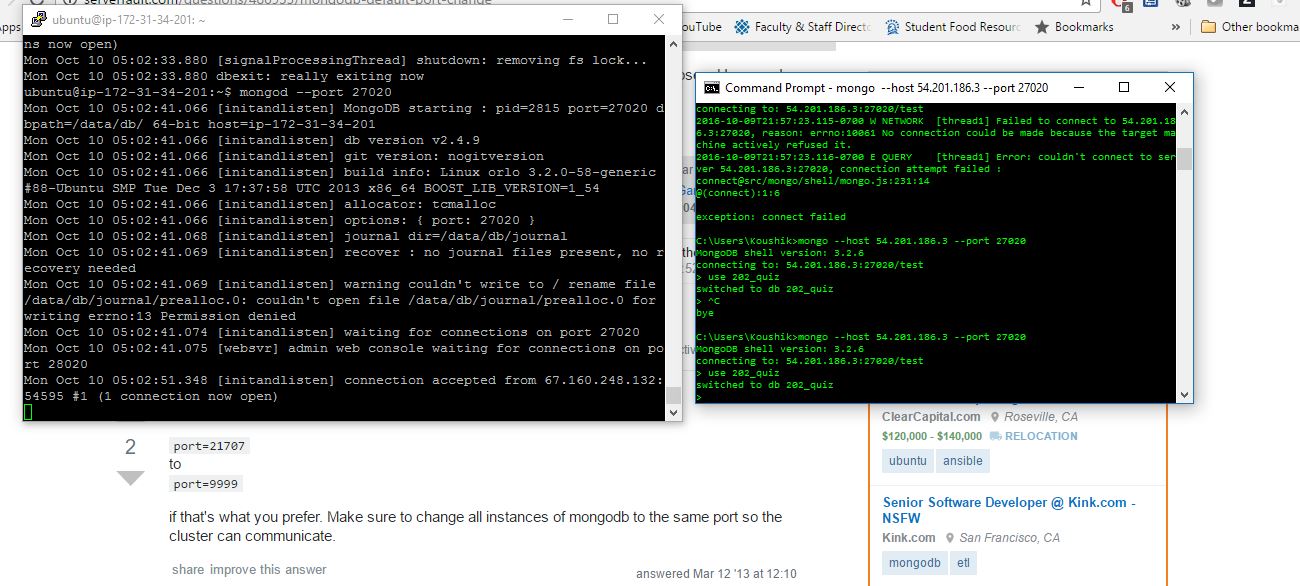 serverfault.com/questions/466955/mongodb-default-port-change
6
Apps
YouTube
Faculty & Staff Directo
Student Food Resourc
Bookmarks
»
Other bookma
ubuntu@ip-172-31-34-201: ~
ns now open)
Mon Oct 10 05:02:33.880 [signalProcessingThread] shutdown: removing fs lock...
Mon Oct 10 05:02:33.880 dbexit: really exiting now
ubuntu@ip-172-31-34-201:~$ mongod --port 27020
Mon Oct 10 05:02:41.066 [initandlisten] MongoDB starting : pid=2815 port=27020 d
bpath=/data/db/ 64-bit host=ip-172-31-34-201
Mon Oct 10 05:02:41.066 [initandlisten] db version v2.4.9
Mon Oct 10 05:02:41.066 [initandlisten] git version: nogitversion
Mon Oct 10 05:02:41.066 [initandlisten] build info: Linux orlo 3.2.0-58-generic
#88-Ubuntu SMP Tue Dec 3 17:37:58 UTC 2013 x86_64 BOOST_LIB_VERSION=1_54
Mon Oct 10 05:02:41.066 [initandlisten] allocator: tcmalloc
Mon Oct 10 05:02:41.066 [initandlisten] options: { port: 27020 }
Mon Oct 10 05:02:41.068 [initandlisten] journal dir=/data/db/journal
Mon Oct 10 05:02:41.069 [initandlisten] recover : no journal files present, no r
ecovery needed
Mon Oct 10 05:02:41.069 [initandlisten] warning couldn't write to / rename file
/data/db/journal/prealloc.0: couldn't open file /data/db/journal/prealloc.0 for
writing errno:13 Permission denied
Mon Oct 10 05:02:41.074 [initandlisten] waiting for connections on port 27020
Mon Oct 10 05:02:41.075 [websvr] admin web console waiting for connections on po
rt 28020
Mon Oct 10 05:02:51.348 [initandlisten] connection accepted from 67.160.248.132:
54595 #1 (1 connection now open)
Command Prompt - mongo --host 54.201.186.3 --port 27020
connecting to: 54.201.186.3:27020/test
2016-10-09T21:57:23.115-0700 W NETWORK  [thread1] Failed to connect to 54.201.18
6.3:27020, reason: errno:10061 No connection could be made because the target ma
chine actively refused it.
2016-10-09T21:57:23.116-0700 E QUERY    [thread1] Error: couldn't connect to ser
ver 54.201.186.3:27020, connection attempt failed :
connect@src/mongo/shell/mongo.js:231:14
@(connect):1:6
exception: connect failed
C:\Users\Koushik>mongo --host 54.201.186.3 --port 27020
MongoDB shell version: 3.2.6
connecting to: 54.201.186.3:27020/test
> use 202_quiz
switched to db 202_quiz
> ^C
bye
C:\Users\Koushik>mongo --host 54.201.186.3 --port 27020
MongoDB shell version: 3.2.6
connecting to: 54.201.186.3:27020/test
> use 202_quiz
switched to db 202_quiz
>
2
port=21707
to
port=9999
if that's what you prefer. Make sure to change all instances of mongodb to the same port so the
cluster can communicate.
share improve this answer
answered Mar 12 '13 at 12:10
ClearCapital.com Roseville, CA
$120,000 - $140,000 RELOCATION
ubuntu ansible
Senior Software Developer @ Kink.com -
NSFW
Kink.com San Francisco, CA
mongodb etl